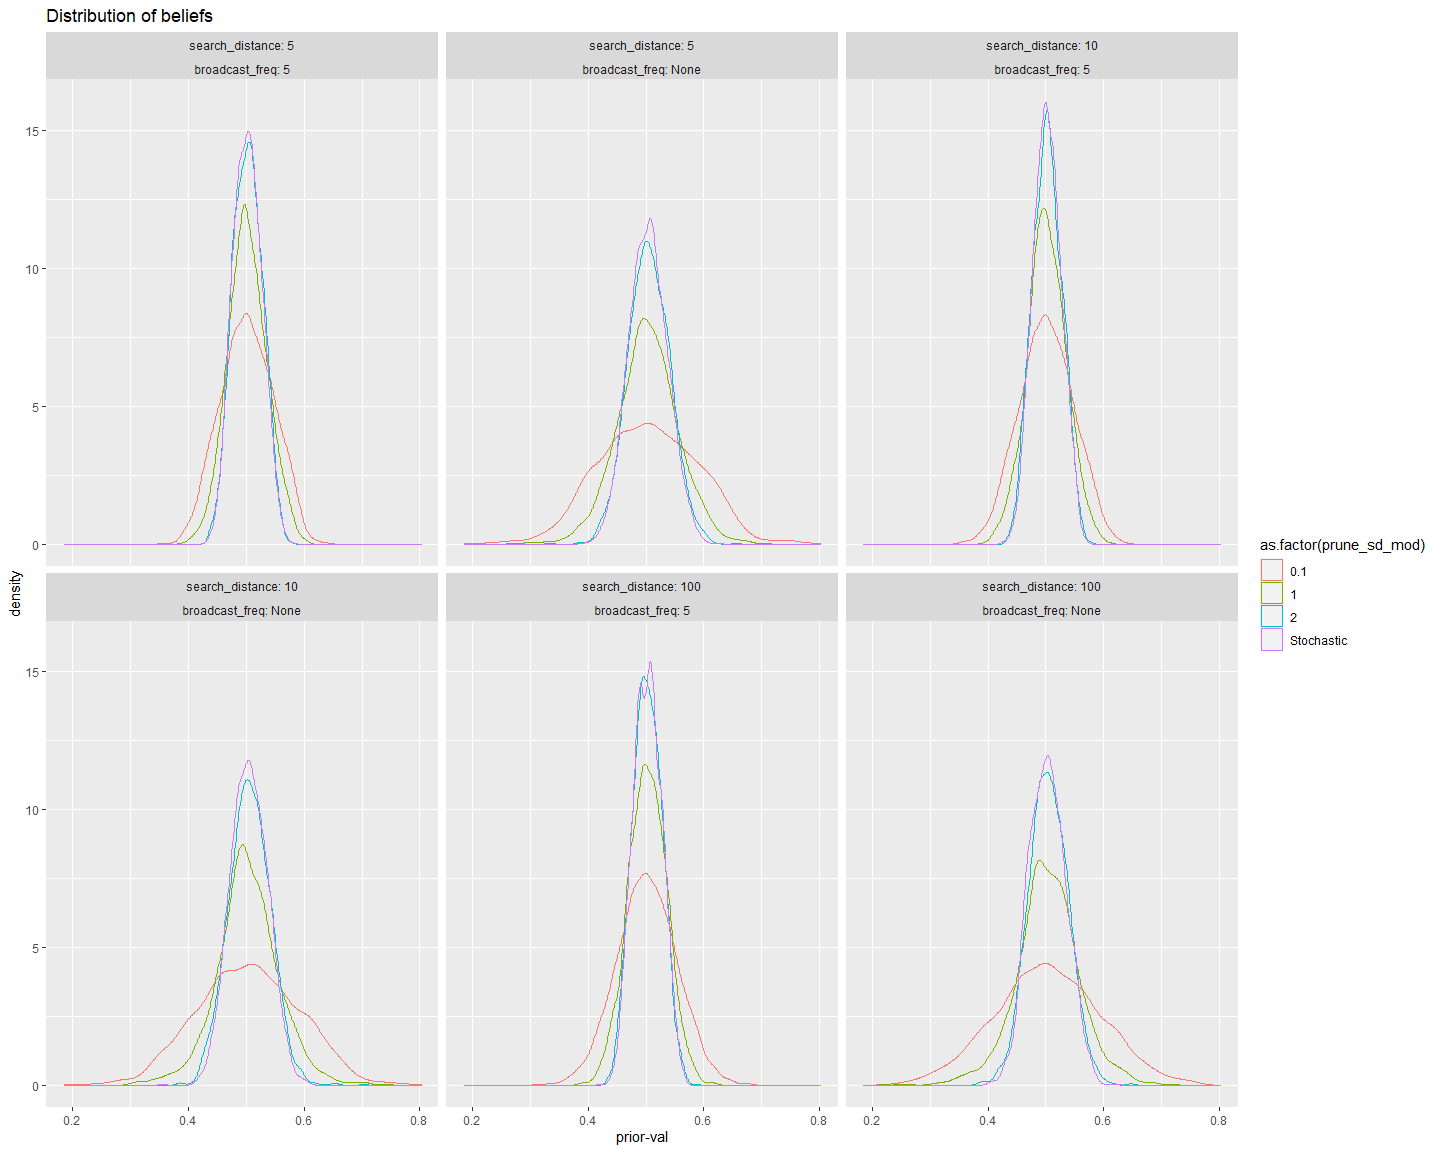 Distribution of beliefs
search_distance: 5
broadcast_freq: 5
search_distance: 5
broadcast_freq: None
search_distance: 10
broadcast_freq: 5
15
10
5
0
density
search_distance: 10
broadcast_freq: None
search_distance: 100
broadcast_freq: 5
search_distance: 100
broadcast_freq: None
15
10
5
0
0.2
0.4
0.6
0.8
0.2
0.4
0.6
0.8
0.2
0.4
0.6
0.8
prior-val
as.factor(prune_sd_mod)
0.1
1
2
Stochastic